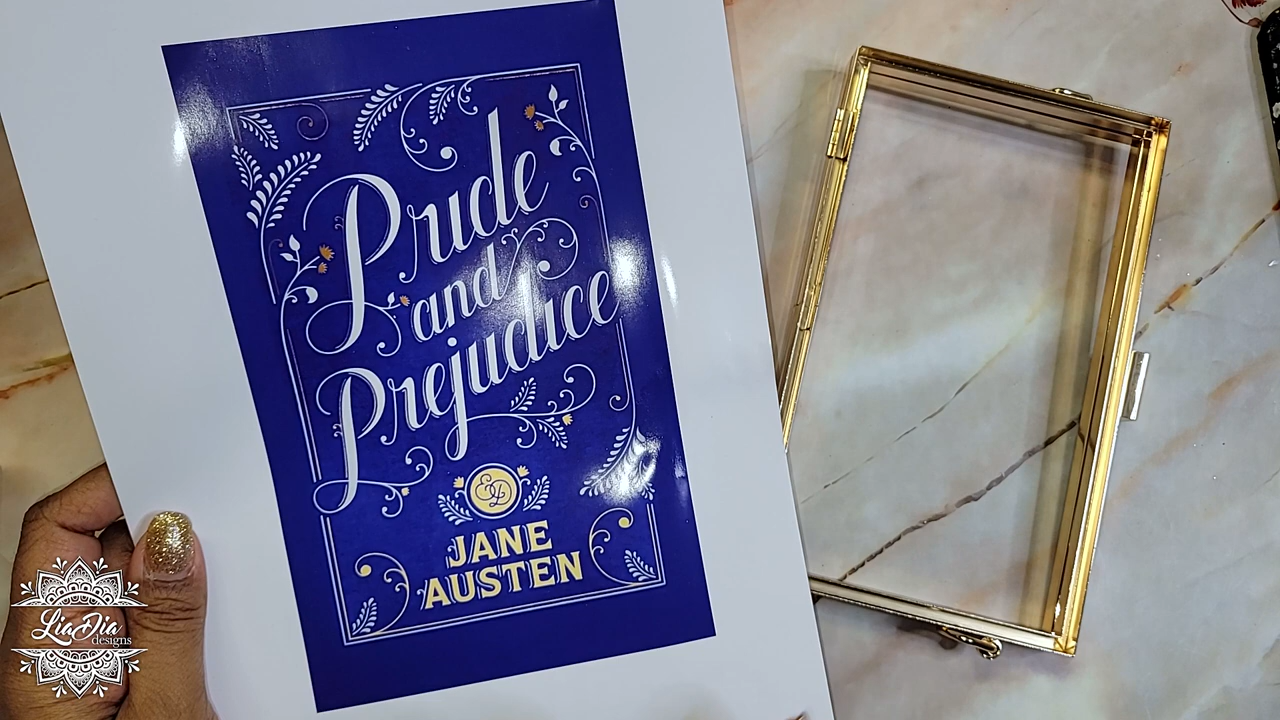 Pride
and
Prejudice
JANE
AUSTEN
LiaDia
designs